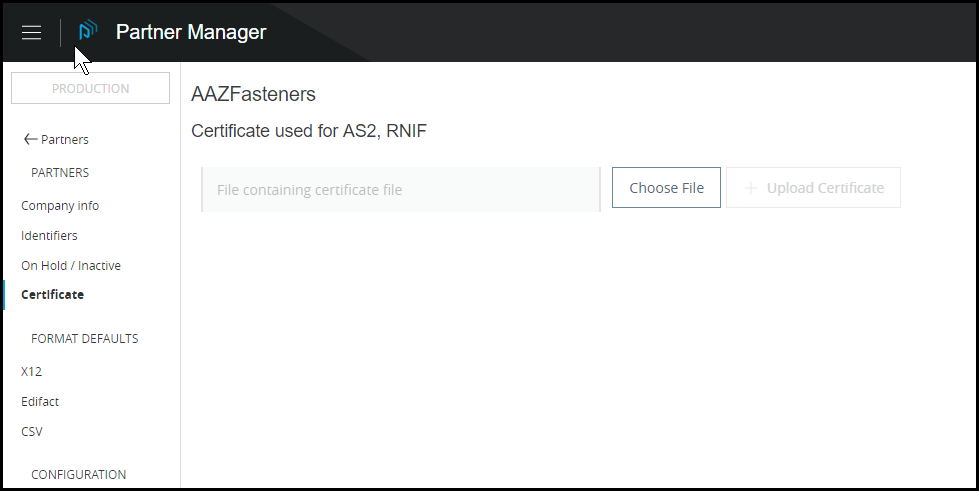 Partner Manager
PRODUCTION
Partners
PARTNERS
Company info
Identifiers
On Hold / Inactive
Certificate
FORMAT DEFAULTS
X12
Edifact
CSV
CONFIGURATION
AAZFasteners
Certificate used for AS2, RNIF
File containing certificate file
Choose File
+ Upload Certificate